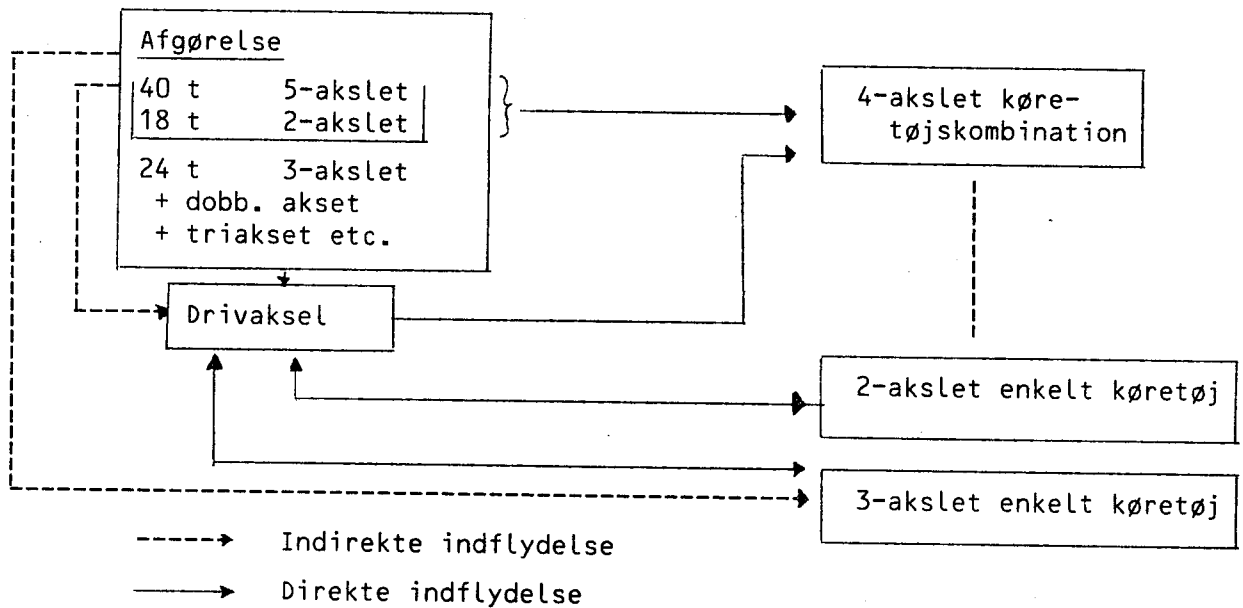 Afgørelse
40 t 5-akslet
18 t 2-akslet
24 t 3-akslet
+ dobb. akset
+ triakset etc.
Drivaksel
4-akslet køre-
tøjskombination
2-akslet enkelt køretøj
3-akslet enkelt køretøj
Indirekte indflydelse
Direkte indflydelse